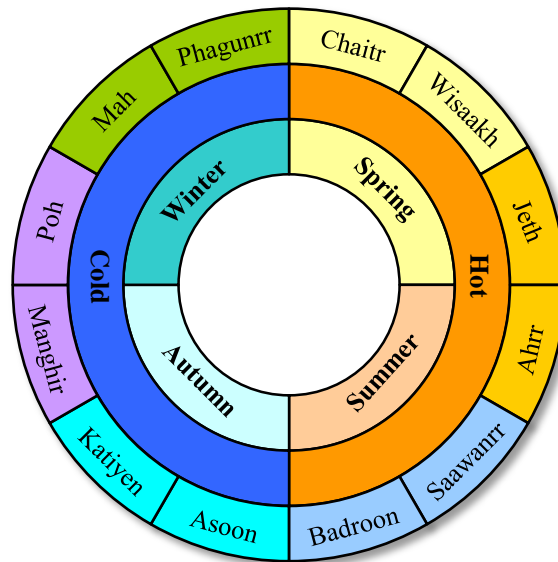 Chaitr
Wisaakh
Jeth
Ahrr
Saawanrr
Badroon
Asoon
Katiyen
Manghir
Poh
Mah
Phagunrr
Hot
Cold
Spring
Summer
Autumn
Winter